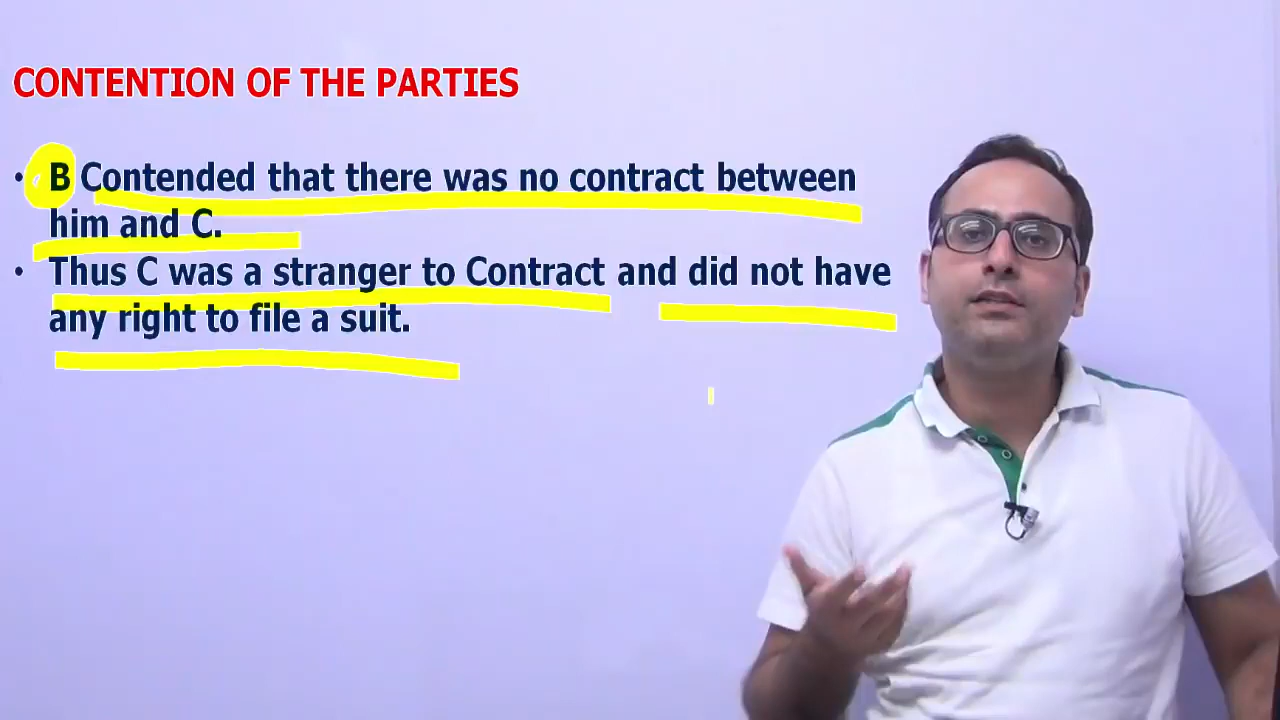 CONTENTION OF THE PARTIES
• B Contended that there was no contract between
him and C.
• Thus C was a stranger to Contract and did not have
any right to file a suit.